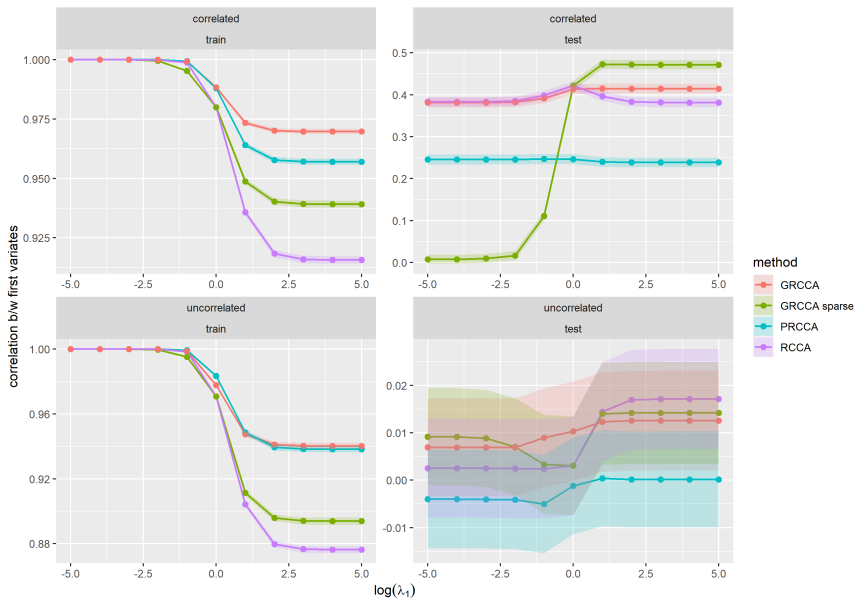 correlated
train
correlated
test
1.000
0.975
0.950
0.925
0.5
0.4
0.3
0.2
0.1
0.0
-5.0 -2.5 0.0 2.5 5.0
-5.0 -2.5 0.0 2.5 5.0
uncorrelated
train
uncorrelated
test
1.00
0.96
0.92
0.88
0.02
0.01
0.00
-0.01
-5.0 -2.5 0.0 2.5 5.0
-5.0 -2.5 0.0 2.5 5.0
correlation b/w first variates
log(λ₁)
method
GRCCA
GRCCA sparse
PRCCA
RCCA